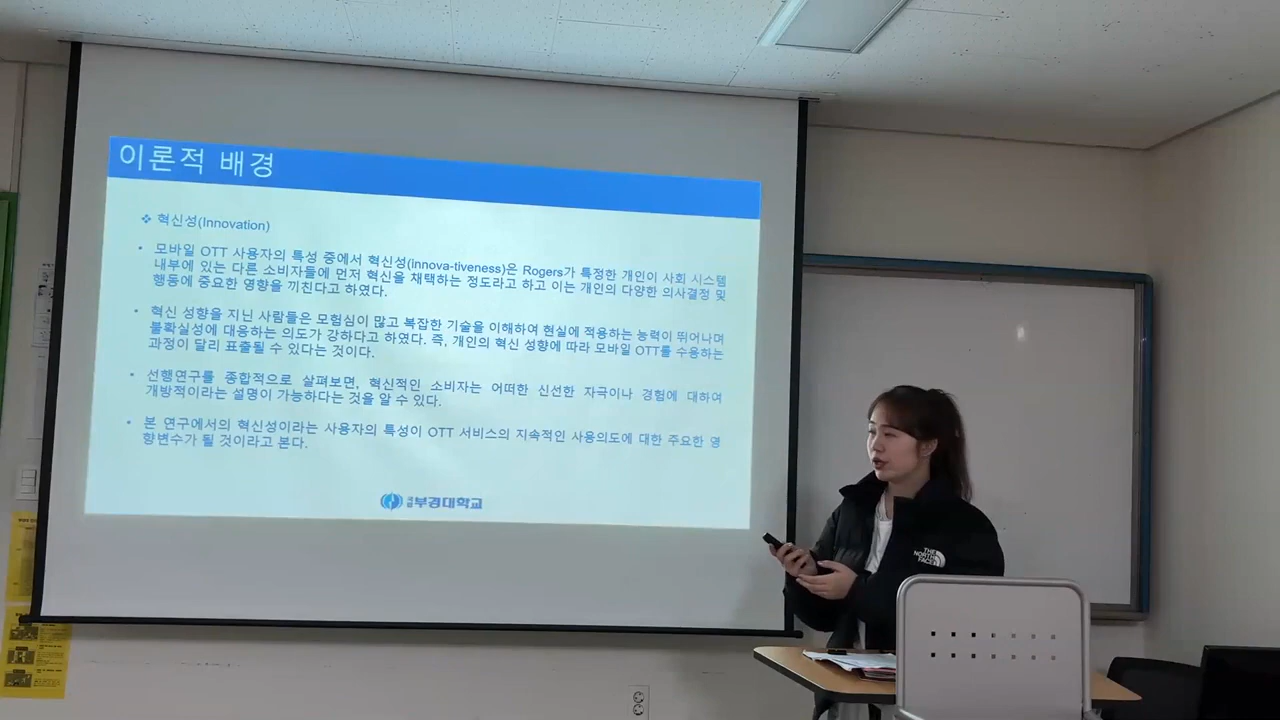 이론적 배경
❖ 혁신성(Innovation)
• 모바일 OTT 사용자의 특성 중에서 혁신성(innova-tiveness)은 Rogers가 특정한 개인이 사회 시스템
내부에 있는 다른 소비자들에 먼저 혁신을 채택하는 정도라고 하고 이는 개인의 다양한 의사결정 및
행동에 중요한 영향을 끼친다고 하였다.
• 혁신 성향을 지닌 사람들은 모험심이 많고 복잡한 기술을 이해하여 현실에 적용하는 능력이 뛰어나며
불확실성에 대응하는 의도가 강하다고 하였다. 즉, 개인의 혁신 성향에 따라 모바일 OTT를 수용하는
과정이 달리 표출될 수 있다는 것이다.
• 선행연구를 종합적으로 살펴보면, 혁신적인 소비자는 어떠한 신선한 자극이나 경험에 대하여
개방적이라는 설명이 가능하다는 것을 알 수 있다.
• 본 연구에서의 혁신성이라는 사용자의 특성이 OTT 서비스의 지속적인 사용의도에 대한 주요한 영
향변수가 될 것이라고 본다.
국립 부경대학교
THE
NORTH
FACE